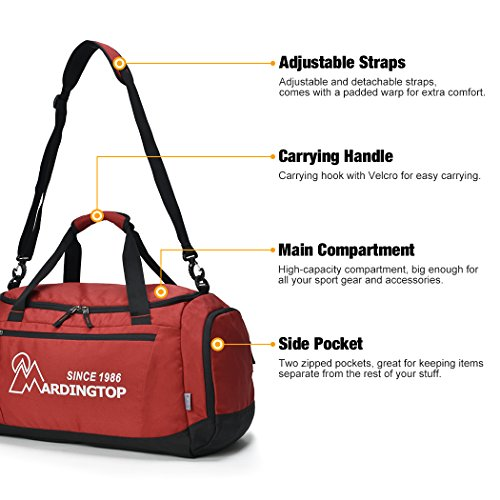 Adjustable Straps
Adjustable and detachable straps,
comes with a padded warp for extra comfort.
Carrying Handle
Carrying hook with Velcro for easy carrying.
Main Compartment
High-capacity compartment, big enough for
all your sport gear and accessories.
Side Pocket
Two zipped pockets, great for keeping items
separate from the rest of your stuff.
SINCE 1986
MARDINGTOP